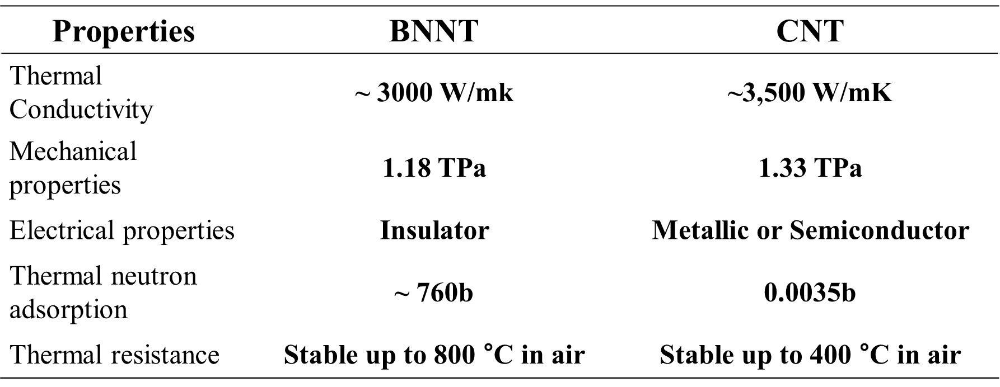 Properties BNNT CNT
Thermal
Conductivity
~ 3000 W/mk ~3,500 W/mK
Mechanical
properties
1.18 TPa 1.33 TPa
Electrical properties Insulator Metallic or Semiconductor
Thermal neutron
adsorption
~ 760b 0.0035b
Thermal resistance Stable up to 800 °C in air Stable up to 400 °C in air